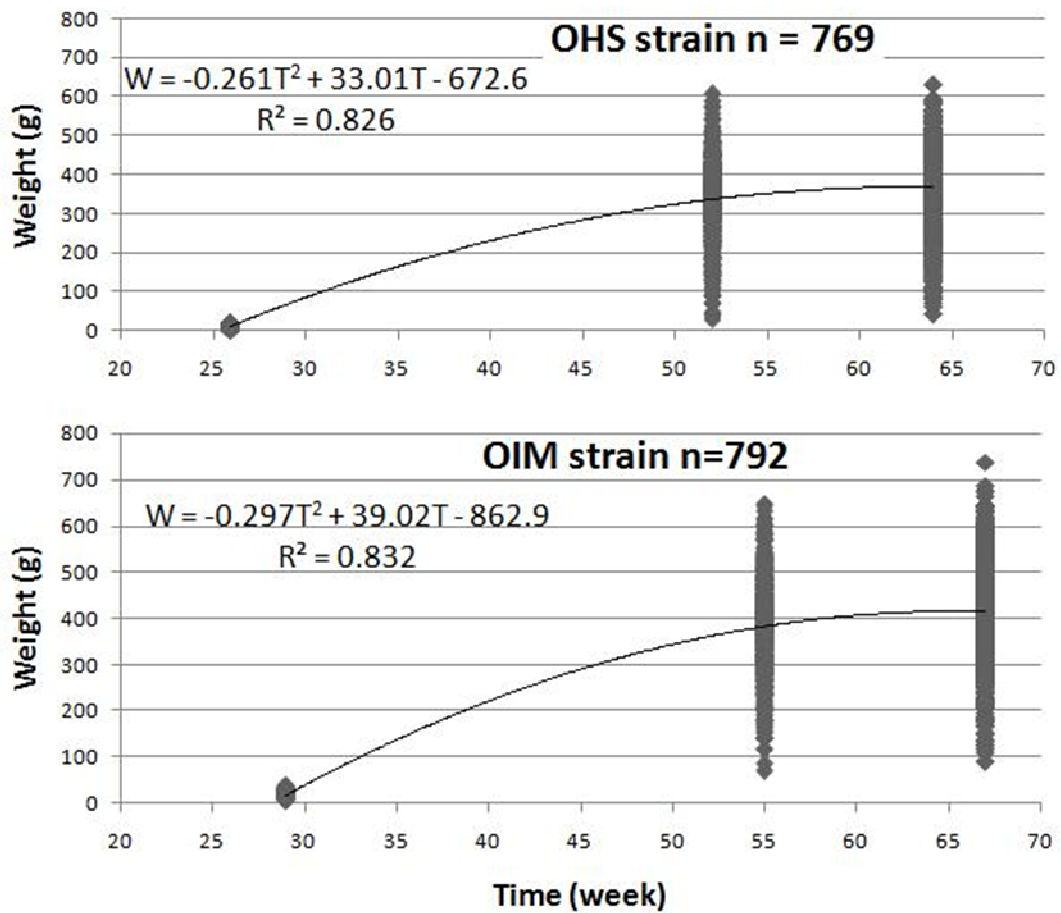 OHS strain n = 769
W = -0.261T² + 33.01T - 672.6
R² = 0.826
Weight (g)
800
700
600
500
400
300
200
100
0
20 25 30 35 40 45 50 55 60 65 70
OIM strain n=792
W = -0.297T² + 39.02T - 862.9
R² = 0.832
Weight (g)
800
700
600
500
400
300
200
100
0
20 25 30 35 40 45 50 55 60 65 70
Time (week)